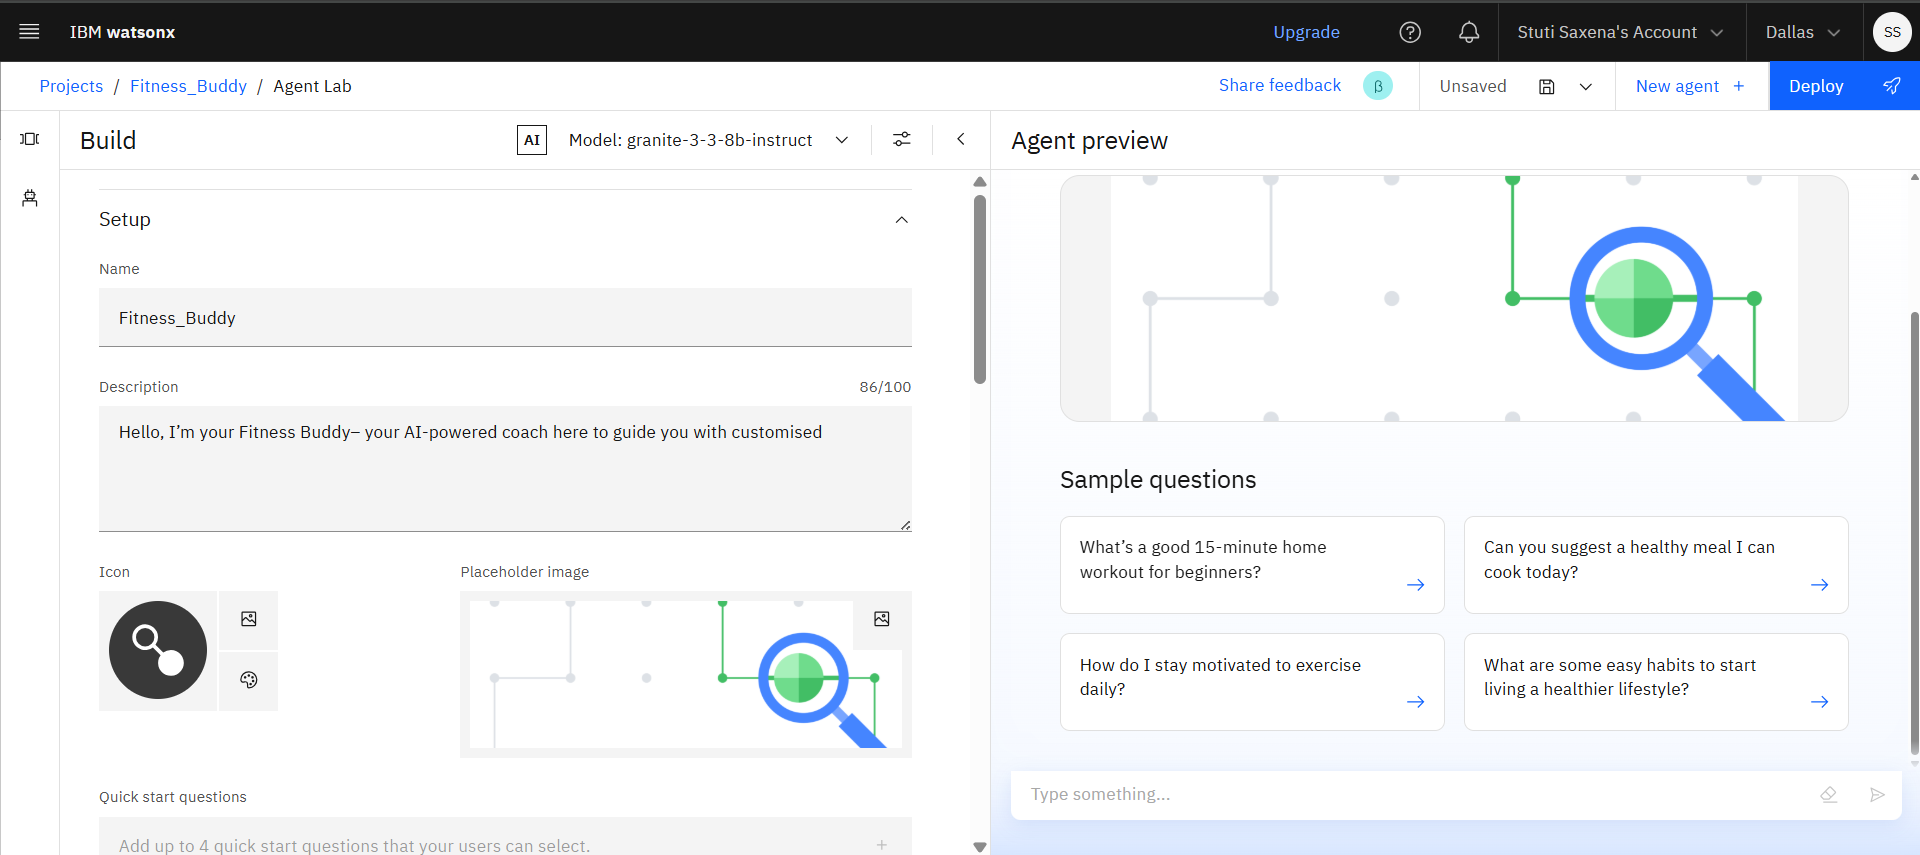 IBM watsonx
Upgrade
Stuti Saxena's Account
Dallas
SS
Projects / Fitness_Buddy / Agent Lab
Share feedback
β
Unsaved
New agent +
Deploy
Build
AI
Model: granite-3-3-8b-instruct
Agent preview
Setup
Name
Fitness_Buddy
Description
86/100
Hello, I’m your Fitness Buddy– your AI-powered coach here to guide you with customised
Icon
Placeholder image
Quick start questions
Add up to 4 quick start questions that your users can select.
Sample questions
What’s a good 15-minute home
workout for beginners?
Can you suggest a healthy meal I can
cook today?
How do I stay motivated to exercise
daily?
What are some easy habits to start
living a healthier lifestyle?
Type something...